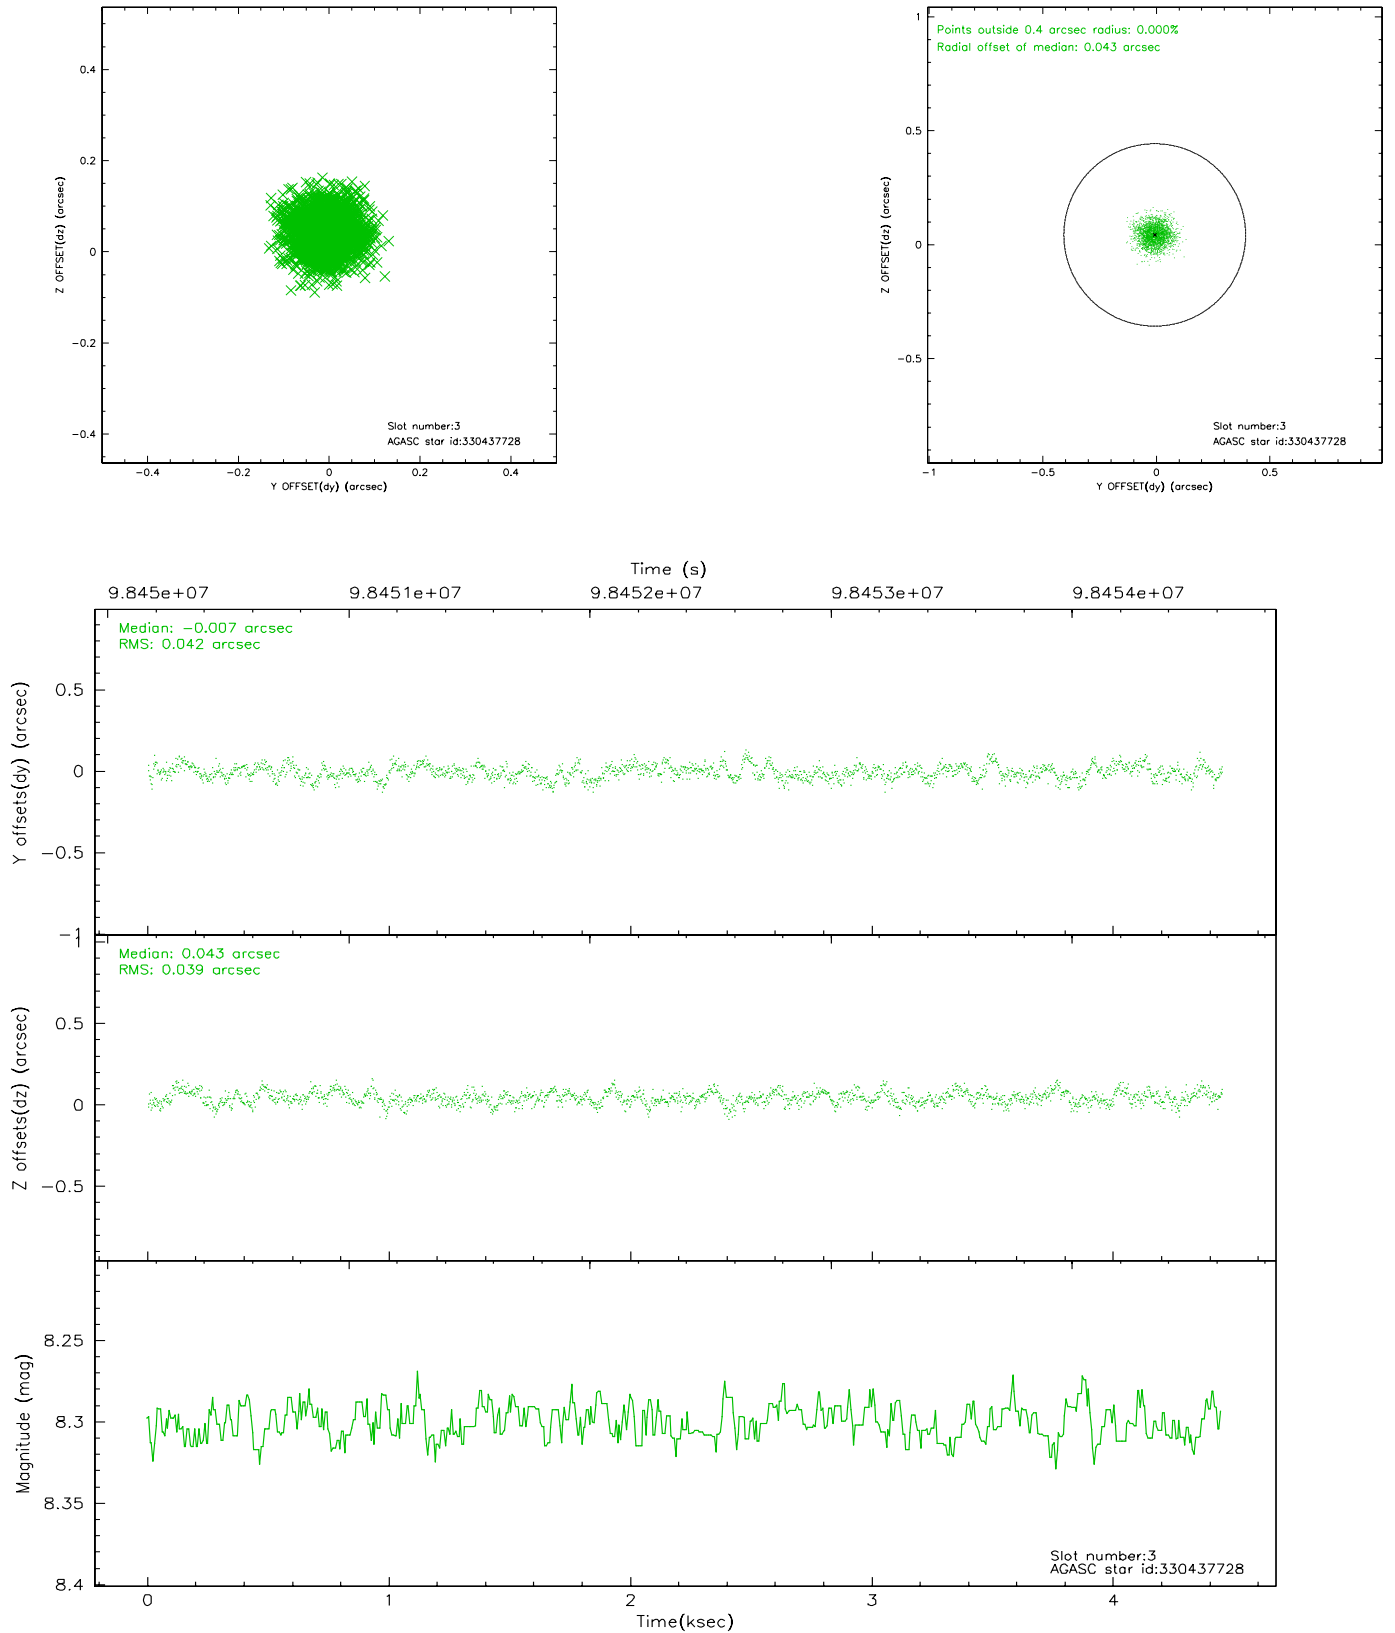 0.4
0.2
0
−0.2
−0.4
Z OFFSET(dz) (arcsec)
Slot number:3
AGASC star id:330437728
−0.4 −0.2 0 0.2 0.4
Y OFFSET(dy) (arcsec)
Points outside 0.4 arcsec radius: 0.000%
Radial offset of median: 0.043 arcsec
1
0.5
0
−0.5
Z OFFSET(dz) (arcsec)
Slot number:3
AGASC star id:330437728
−1 −0.5 0 0.5
Y OFFSET(dy) (arcsec)
Time (s)
9.845e+07 9.8451e+07 9.8452e+07 9.8453e+07 9.8454e+07
Median: −0.007 arcsec
RMS: 0.042 arcsec
0.5
0
−0.5
−1
Y offsets(dy) (arcsec)
Median: 0.043 arcsec
RMS: 0.039 arcsec
1
0.5
0
−0.5
Z offsets(dz) (arcsec)
8.25
8.3
8.35
8.4
Magnitude (mag)
Slot number:3
AGASC star id:330437728
0 1 2 3 4
Time(ksec)